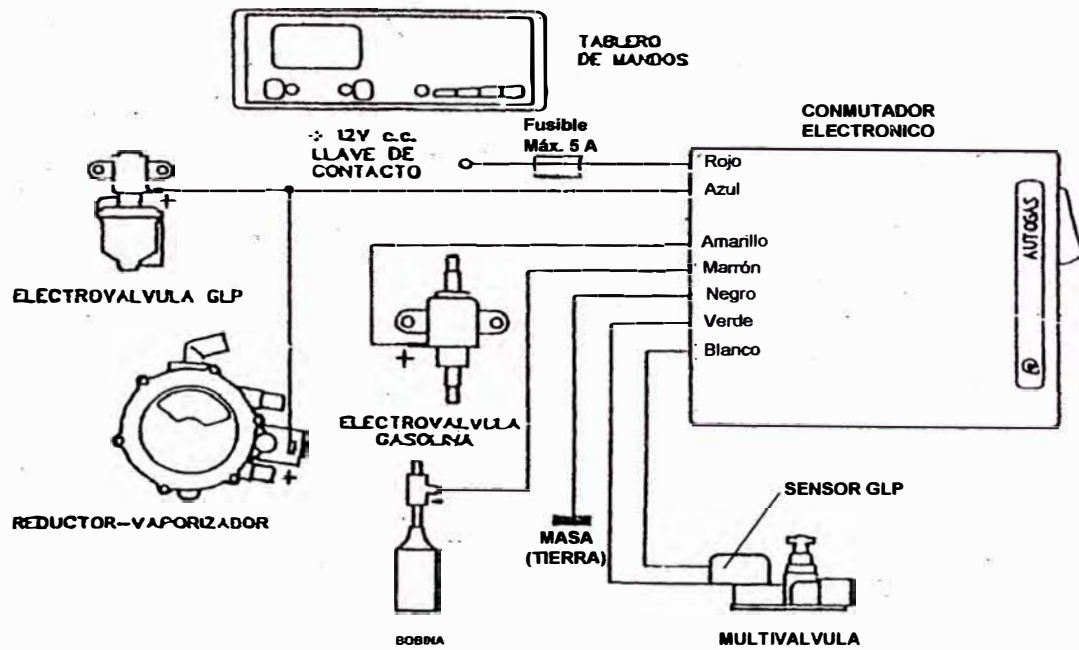 TABLERO
DE MANDOS
CONMUTADOR
ELECTRONICO
+ 12V c.c.
LLAVE DE
CONTACTO
Fusible
Máx. 5 A
Rojo
Azul
Amarillo
Marrón
Negro
Verde
Blanco
AUTOGAS
+
ELECTROVALVULA GLP
+
ELECTROVALVULA
GASOLINA
+
REDUCTOR-VAPORIZADOR
-
MASA
(TIERRA)
SENSOR GLP
BOBINA
MULTIVALVULA